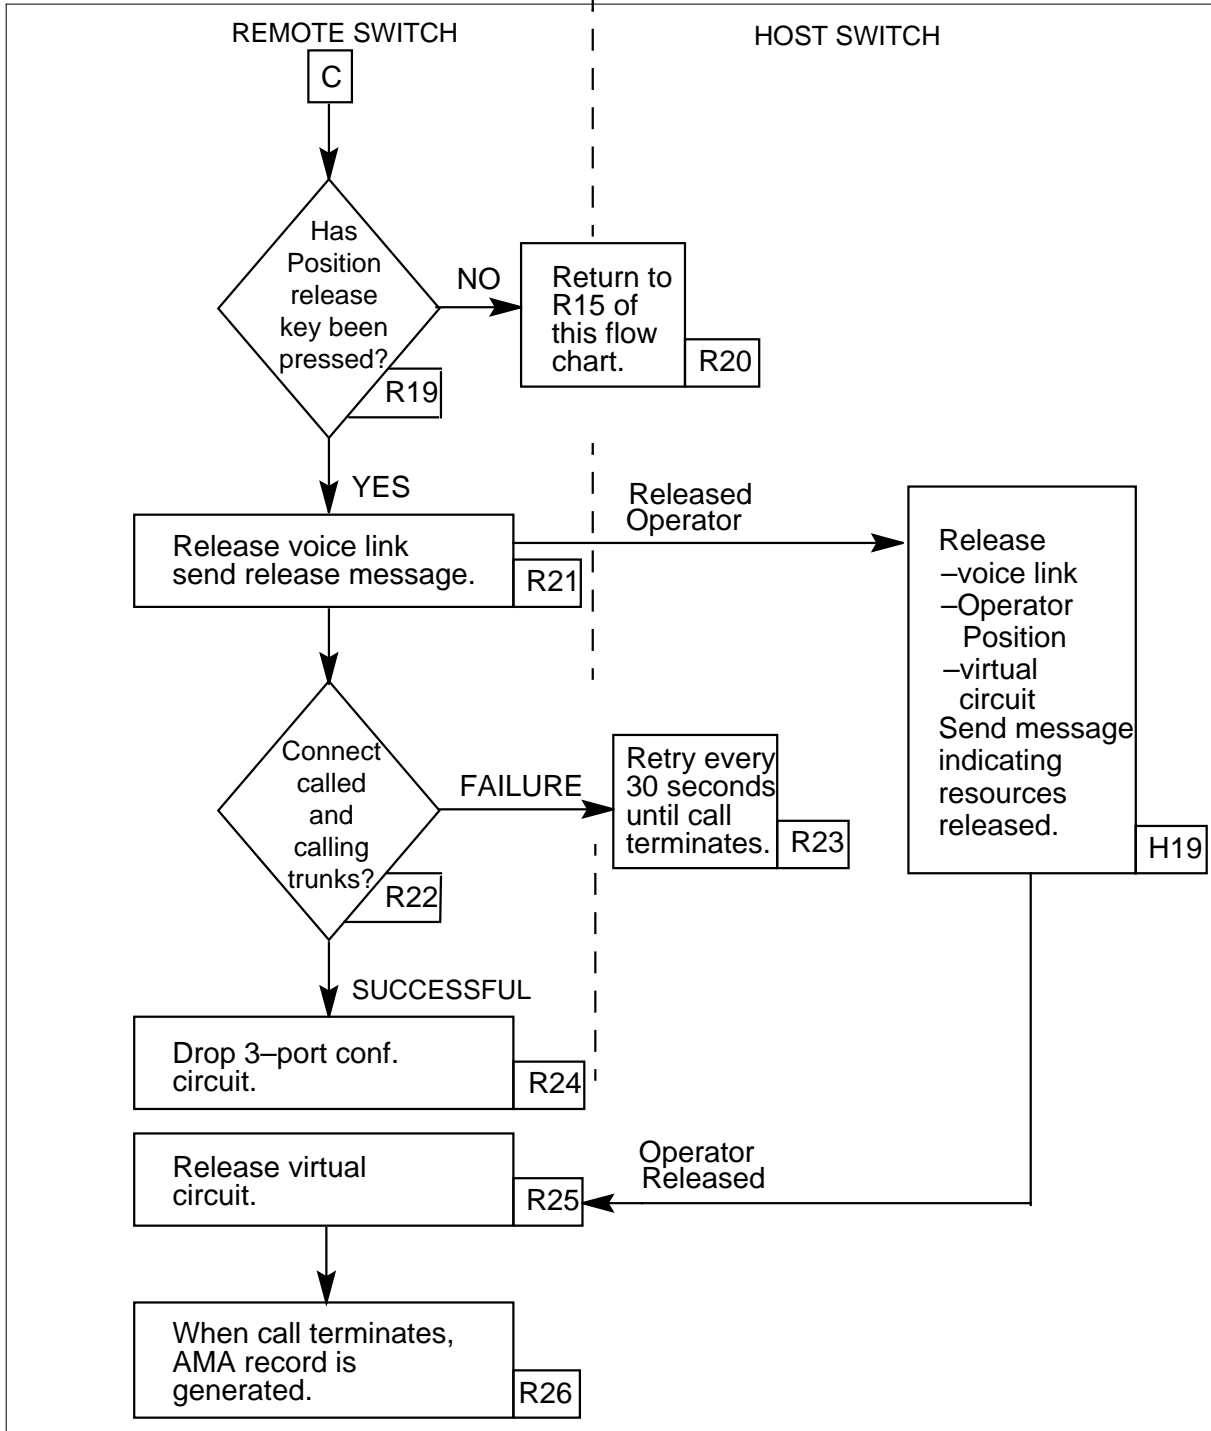 REMOTE SWITCH
HOST SWITCH
C
Has
Position
release
key been
pressed?
R19
NO
Return to
R15 of
this flow
chart.
R20
YES
Release voice link
send release message.
R21
Released
Operator
Release
–voice link
–Operator
Position
–virtual
circuit
Send message
indicating
resources
released.
H19
Connect
called
and
calling
trunks?
R22
FAILURE
Retry every
30 seconds
until call
terminates.
R23
SUCCESSFUL
Drop 3–port conf.
circuit.
R24
Operator
Released
Release virtual
circuit.
R25
When call terminates,
AMA record is
generated.
R26